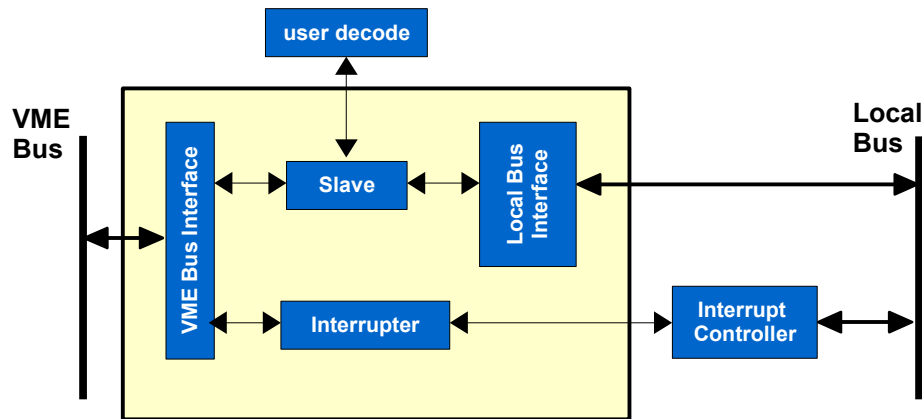 user decode
VME
Bus
Local
Bus
VME Bus Interface
Slave
Local Bus
Interface
Interrupter
Interrupt
Controller